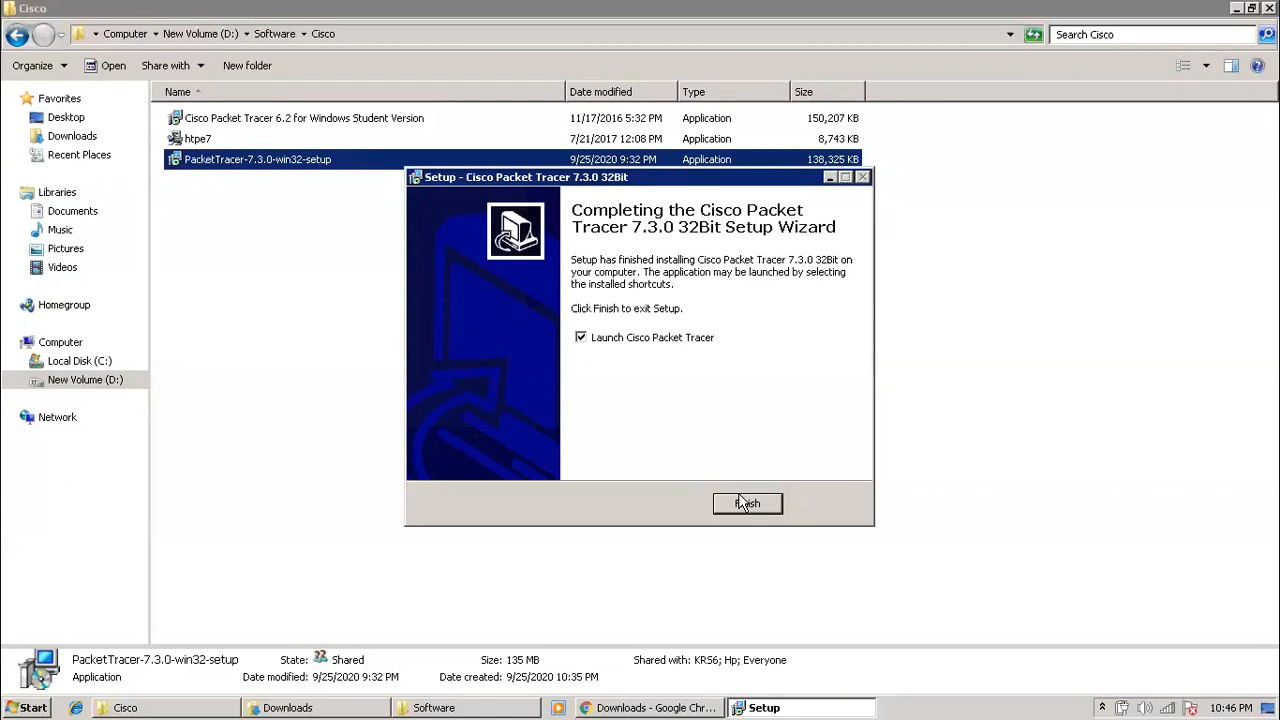 Cisco
Computer New Volume (D:) Software Cisco
Search Cisco
Organize Open Share with New folder
Name Date modified Type Size
Favorites
Desktop
Downloads
Recent Places
Libraries
Documents
Music
Pictures
Videos
Homegroup
Computer
Local Disk (C:)
New Volume (D:)
Network
Cisco Packet Tracer 6.2 for Windows Student Version 11/17/2016 5:32 PM Application 150,207 KB
htpe7 7/21/2017 12:08 PM Application 8,743 KB
PacketTracer-7.3.0-win32-setup 9/25/2020 9:32 PM Application 138,325 KB
Setup - Cisco Packet Tracer 7.3.0 32Bit
Completing the Cisco Packet
Tracer 7.3.0 32Bit Setup Wizard
Setup has finished installing Cisco Packet Tracer 7.3.0 32Bit on
your computer. The application may be launched by selecting
the installed shortcuts.
Click Finish to exit Setup.
Launch Cisco Packet Tracer
Finish
PacketTracer-7.3.0-win32-setup State: Shared Size: 135 MB Shared with: KRS6; Hp; Everyone
Application Date modified: 9/25/2020 9:32 PM Date created: 9/25/2020 10:35 PM
Start Cisco Downloads Software Downloads - Google Chr... Setup 10:46 PM